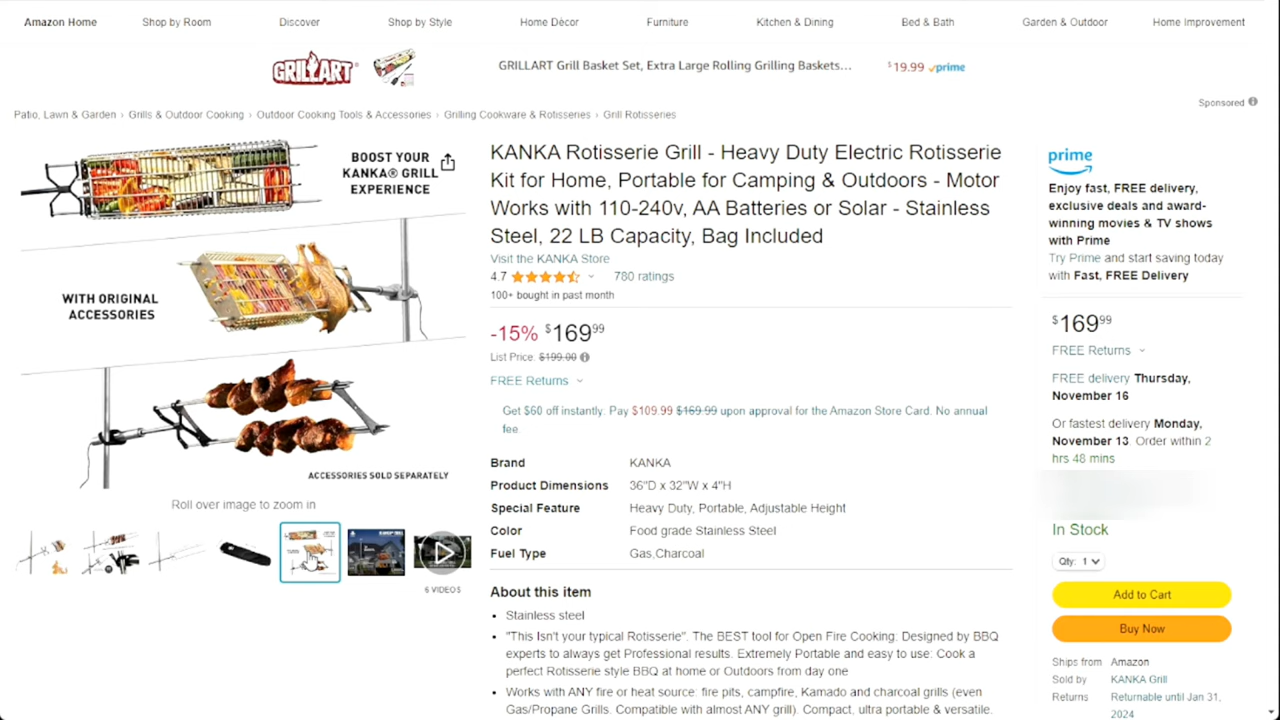 Amazon Home
Shop by Room
Discover
Shop by Style
Home Dècor
Furniture
Kitchen & Dining
Bed & Bath
Garden & Outdoor
Home Improvement
GRILLART®
GRILLART Grill Basket Set, Extra Large Rolling Grilling Baskets...
$19.99 prime
Sponsored
Patio, Lawn & Garden › Grills & Outdoor Cooking › Outdoor Cooking Tools & Accessories › Grilling Cookware & Rotisseries › Grill Rotisseries
BOOST YOUR
KANKA® GRILL
EXPERIENCE
WITH ORIGINAL
ACCESSORIES
ACCESSORIES SOLD SEPARATELY
Roll over image to zoom in
6 VIDEOS
KANKA Rotisserie Grill - Heavy Duty Electric Rotisserie
Kit for Home, Portable for Camping & Outdoors - Motor
Works with 110-240v, AA Batteries or Solar - Stainless
Steel, 22 LB Capacity, Bag Included
Visit the KANKA Store
4.7 780 ratings
100+ bought in past month
-15% $169.99
List Price: $199.00
FREE Returns
Get $60 off instantly: Pay $109.99 $169.99 upon approval for the Amazon Store Card. No annual
fee
Brand KANKA
Product Dimensions 36"D x 32"W x 4"H
Special Feature Heavy Duty, Portable, Adjustable Height
Color Food grade Stainless Steel
Fuel Type Gas,Charcoal
About this item
• Stainless steel
• "This Isn't your typical Rotisserie". The BEST tool for Open Fire Cooking: Designed by BBQ
experts to always get Professional results. Extremely Portable and easy to use: Cook a
perfect Rotisserie style BBQ at home or Outdoors from day one
• Works with ANY fire or heat source: fire pits, campfire, Kamado and charcoal grills (even
Gas/Propane Grills. Compatible with almost ANY grill). Compact, ultra portable & versatile.
prime
Enjoy fast, FREE delivery,
exclusive deals and award-
winning movies & TV shows
with Prime
Try Prime and start saving today
with Fast, FREE Delivery
$169.99
FREE Returns
FREE delivery Thursday,
November 16
Or fastest delivery Monday,
November 13. Order within 2
hrs 48 mins
In Stock
Qty: 1
Add to Cart
Buy Now
Ships from Amazon
Sold by KANKA Grill
Returns Returnable until Jan 31,
2024